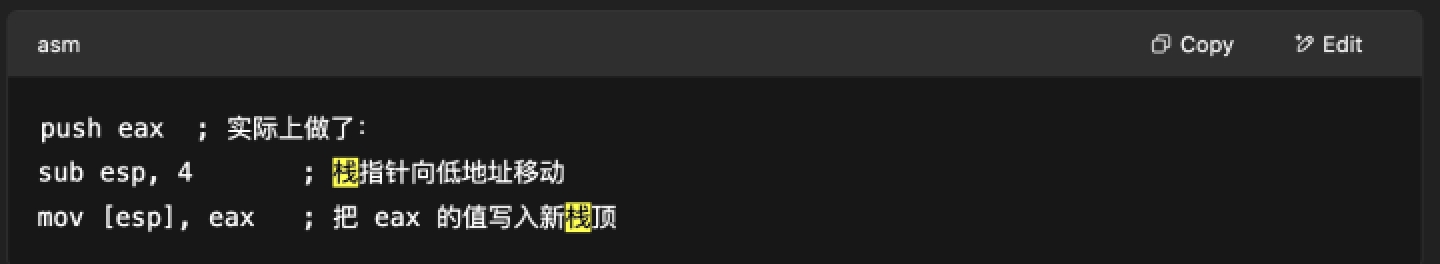 asm Copy Edit
push eax  ; 实际上做了：
sub esp, 4       ; 栈指针向低地址移动
mov [esp], eax   ; 把 eax 的值写入新栈顶